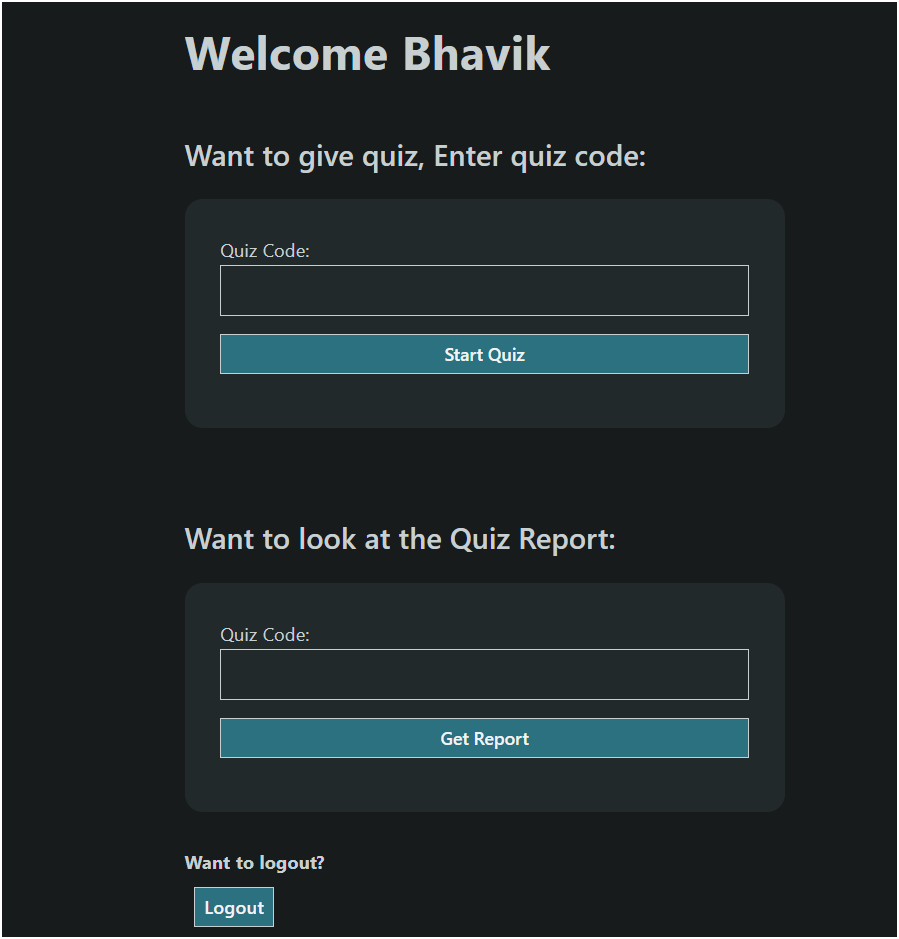 Welcome Bhavik
Want to give quiz, Enter quiz code:
Quiz Code:
Start Quiz
Want to look at the Quiz Report:
Quiz Code:
Get Report
Want to logout?
Logout